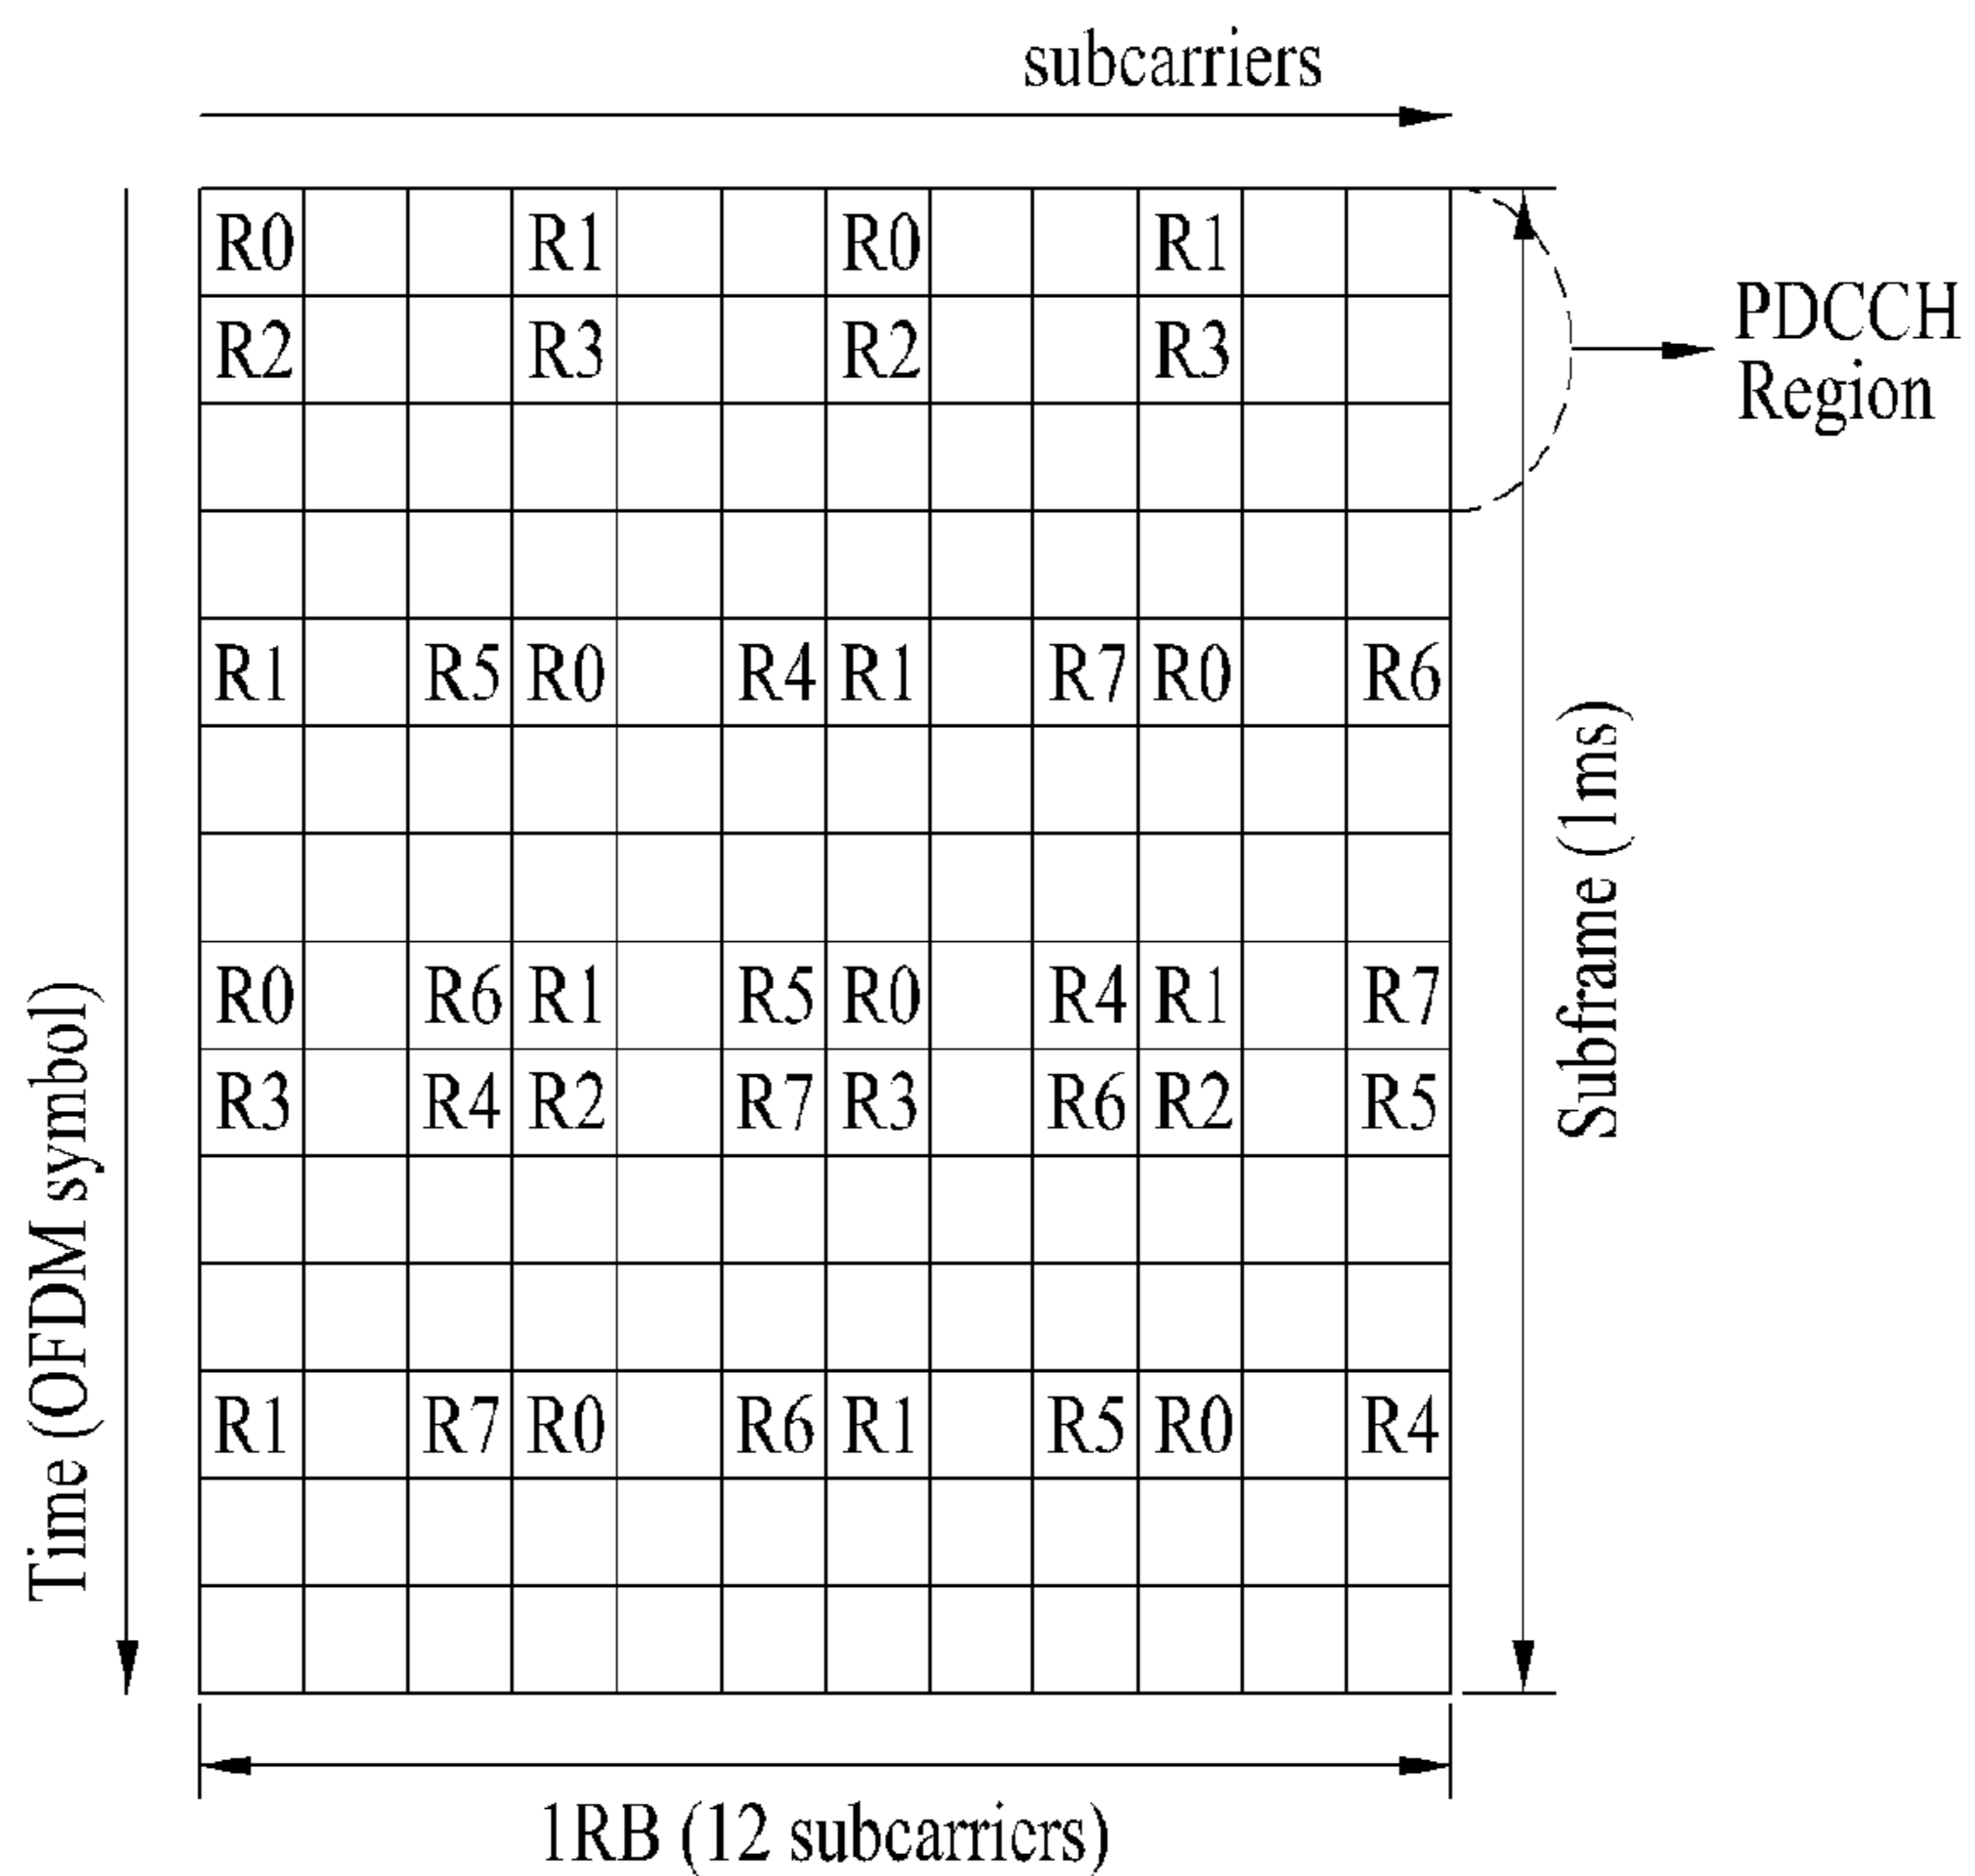 subcarriers
R0 R1 R0 R1
R2 R3 R2 R3
PDCCH
Region
R1 R5 R0 R4 R1 R7 R0 R6
R0 R6 R1 R5 R0 R4 R1 R7
R3 R4 R2 R7 R3 R6 R2 R5
R1 R7 R0 R6 R1 R5 R0 R4
Time (OFDM symbol)
Subframe (1ms)
1RB (12 subcarriers)